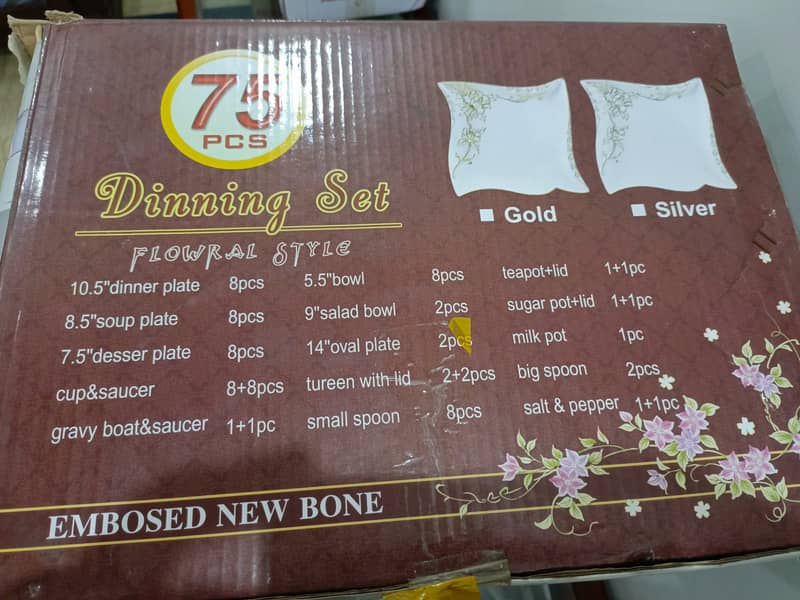 75
PCS
Dinning Set
FLOWRAL STYLE
Gold
Silver
10.5"dinner plate 8pcs
8.5"soup plate 8pcs
7.5"desser plate 8pcs
cup&saucer 8+8pcs
gravy boat&saucer 1+1pc
5.5"bowl 8pcs
9"salad bowl 2pcs
14"oval plate 2pcs
tureen with lid 2+2pcs
small spoon 8pcs
teapot+lid 1+1pc
sugar pot+lid 1+1pc
milk pot 1pc
big spoon 2pcs
salt & pepper 1+1pc
EMBOSED NEW BONE